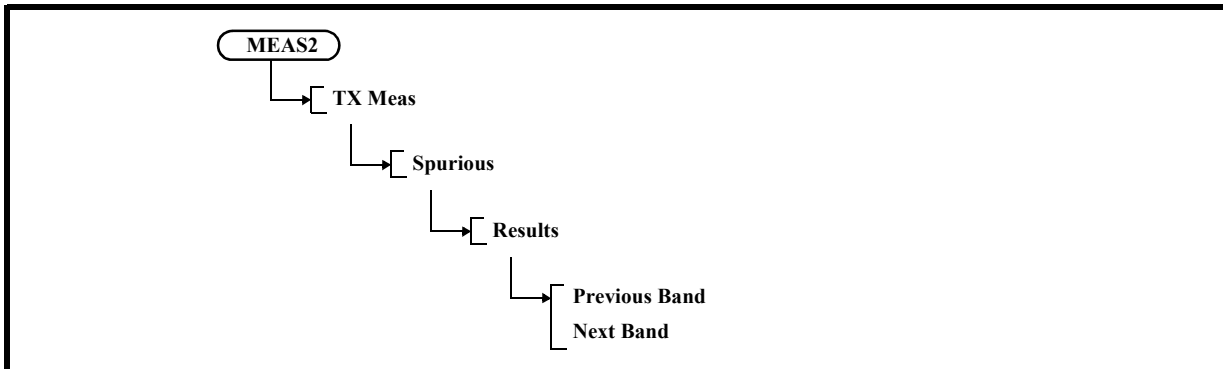 MEAS2
TX Meas
Spurious
Results
Previous Band
Next Band